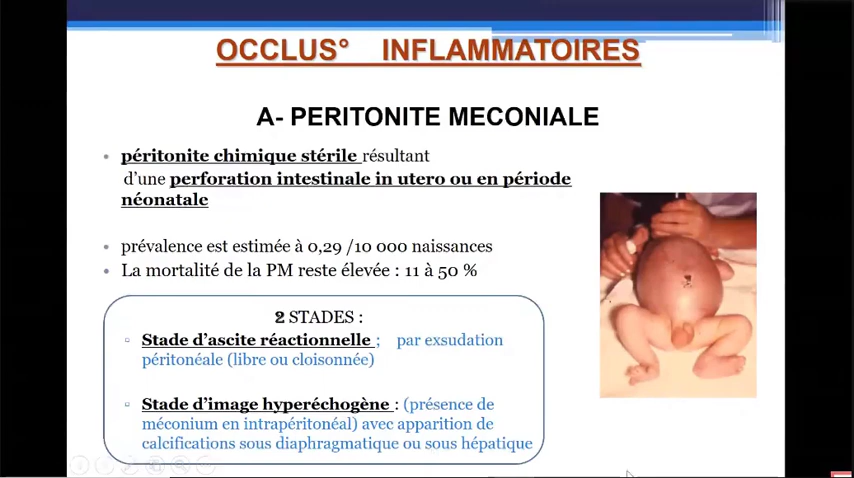 OCCLUS° INFLAMMATOIRES
A- PERITONITE MECONIALE
• péritonite chimique stérile résultant
d'une perforation intestinale in utero ou en période
néonatale
• prévalence est estimée à 0,29 /10 000 naissances
• La mortalité de la PM reste élevée : 11 à 50 %
2 STADES :
▫ Stade d'ascite réactionnelle ; par exsudation
péritonéale (libre ou cloisonnée)
▫ Stade d'image hyperéchogène : (présence de
méconium en intrapéritonéal) avec apparition de
calcifications sous diaphragmatique ou sous hépatique